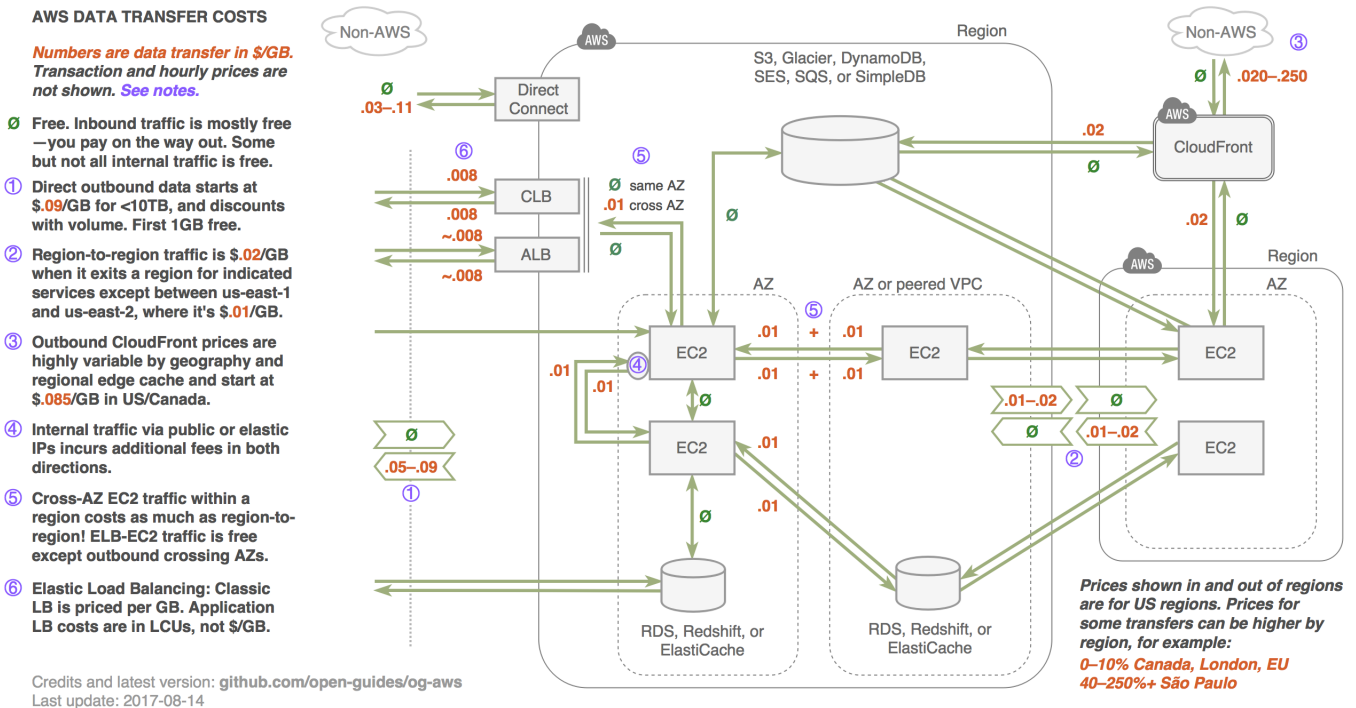 AWS DATA TRANSFER COSTS
Numbers are data transfer in $/GB.
Transaction and hourly prices are
not shown. See notes.
Ø Free. Inbound traffic is mostly free
—you pay on the way out. Some
but not all internal traffic is free.
① Direct outbound data starts at
$.09/GB for <10TB, and discounts
with volume. First 1GB free.
② Region-to-region traffic is $.02/GB
when it exits a region for indicated
services except between us-east-1
and us-east-2, where it's $.01/GB.
③ Outbound CloudFront prices are
highly variable by geography and
regional edge cache and start at
$.085/GB in US/Canada.
④ Internal traffic via public or elastic
IPs incurs additional fees in both
directions.
⑤ Cross-AZ EC2 traffic within a
region costs as much as region-to-
region! ELB-EC2 traffic is free
except outbound crossing AZs.
⑥ Elastic Load Balancing: Classic
LB is priced per GB. Application
LB costs are in LCUs, not $/GB.
Credits and latest version: github.com/open-guides/og-aws
Last update: 2017-08-14
Non-AWS
AWS
Region
Non-AWS
③
S3, Glacier, DynamoDB,
SES, SQS, or SimpleDB
Ø
.03–.11
Direct
Connect
Ø
.020–.250
AWS
CloudFront
.02
Ø
⑥
.008
CLB
.008
~.008
ALB
~.008
⑤
Ø same AZ
.01 cross AZ
Ø
Ø
.02
Ø
AWS
Region
AZ
AZ or peered VPC
AZ
⑤
EC2
.01 + .01
.01 + .01
EC2
EC2
④
.01
.01
Ø
EC2
.01
.01
Ø
.01–.02
Ø
Ø
.01–.02
②
EC2
Ø
.05–.09
①
RDS, Redshift, or
ElastiCache
RDS, Redshift, or
ElastiCache
Prices shown in and out of regions
are for US regions. Prices for
some transfers can be higher by
region, for example:
0–10% Canada, London, EU
40–250%+ São Paulo